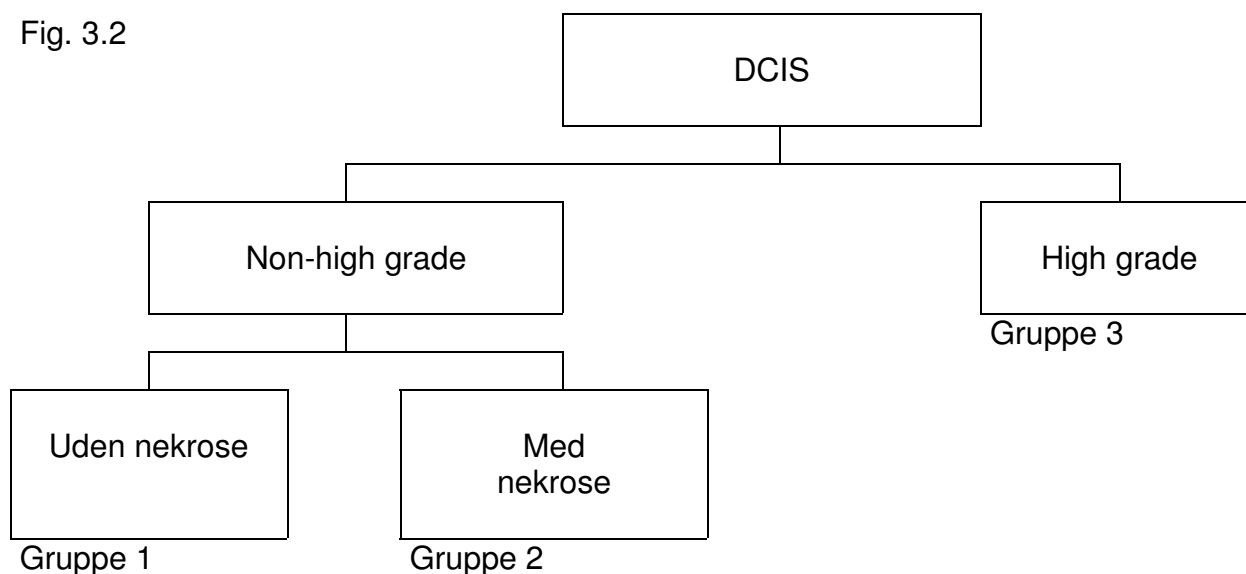 Fig. 3.2
DCIS
Non-high grade
High grade
Gruppe 3
Uden nekrose
Med
nekrose
Gruppe 1
Gruppe 2